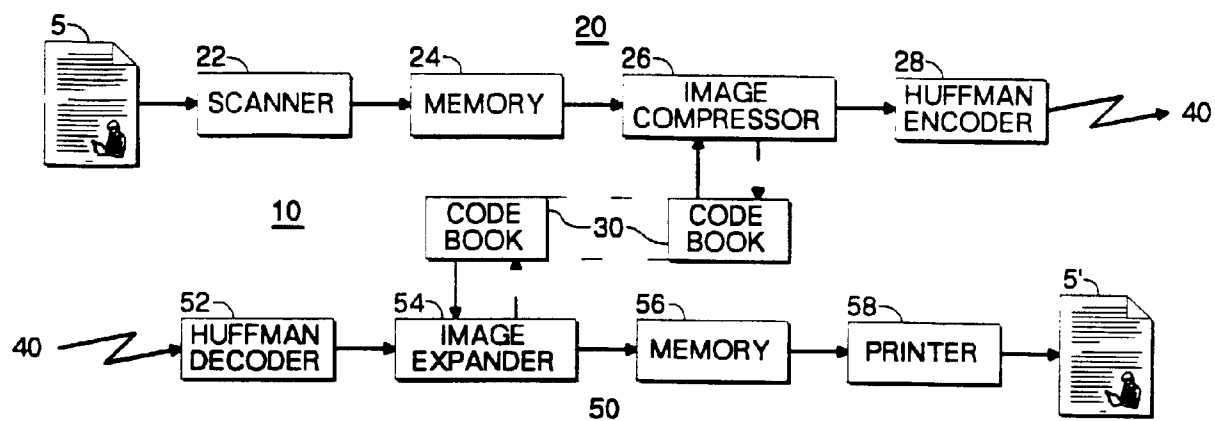 5
20
22
24
26
28
SCANNER
MEMORY
IMAGE
COMPRESSOR
HUFFMAN
ENCODER
40
10
CODE
BOOK
30
CODE
BOOK
52
54
56
58
5'
40
HUFFMAN
DECODER
IMAGE
EXPANDER
MEMORY
PRINTER
50